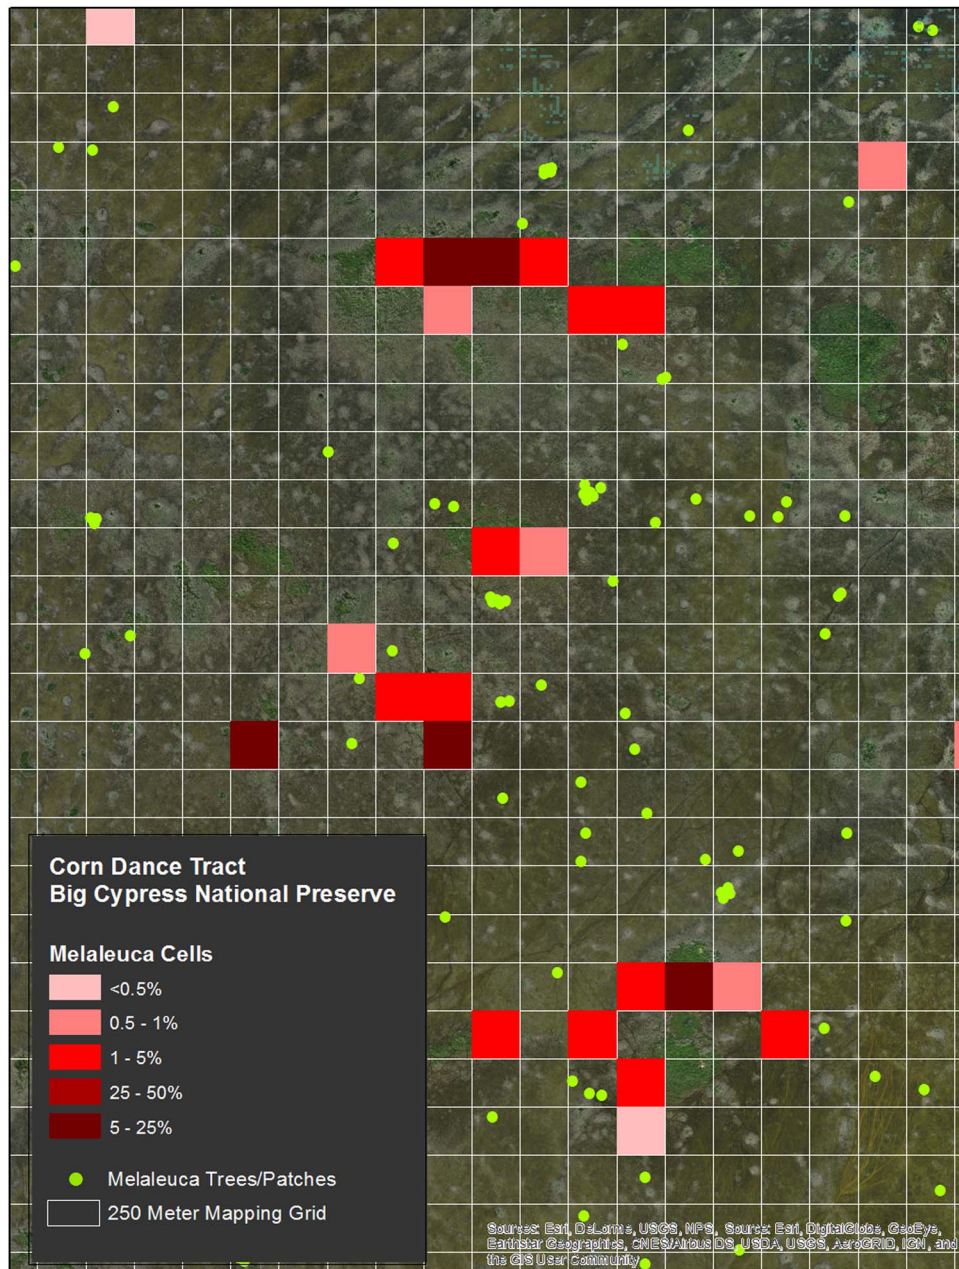 Corn Dance Tract
Big Cypress National Preserve
Melaleuca Cells
<0.5%
0.5 - 1%
1 - 5%
25 - 50%
5 - 25%
Melaleuca Trees/Patches
250 Meter Mapping Grid
Sources: Esri, DeLorme, USGS, NPS, Source: Esri, DigitalGlobe, GeoEye,
Earthstar Geographics, CNES/Airbus DS, USDA, USGS, AeroGRID, IGN, and
the GIS User Community